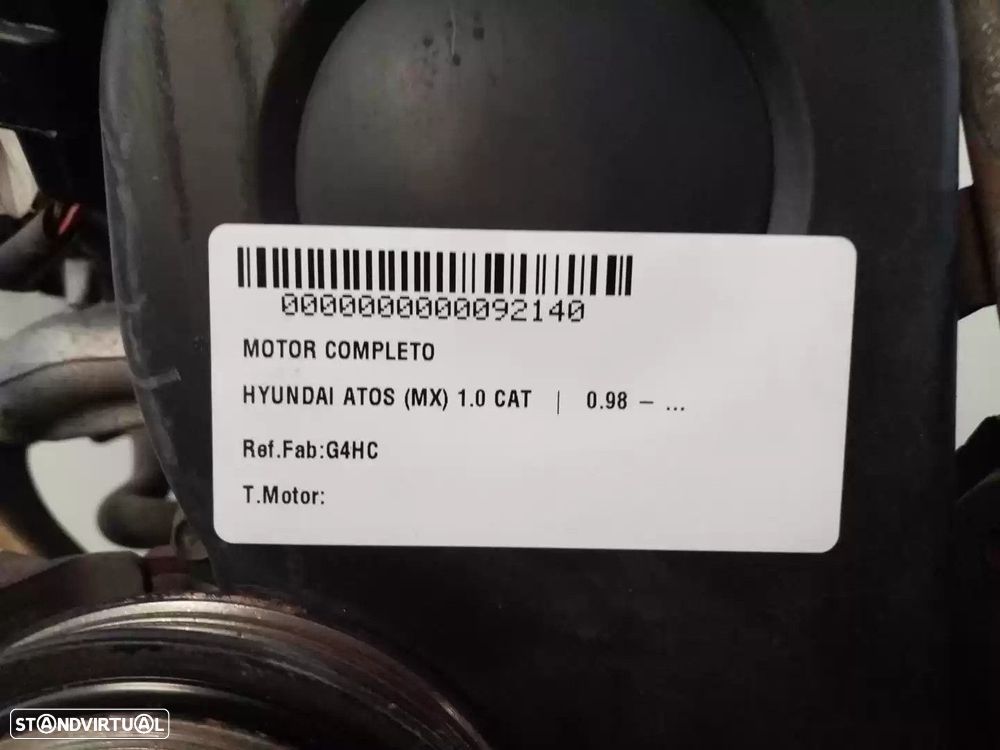 0000000000092140
MOTOR COMPLETO
HYUNDAI ATOS (MX) 1.0 CAT | 0.98 – ...
Ref.Fab:G4HC
T.Motor:
STANDVIRTUAL